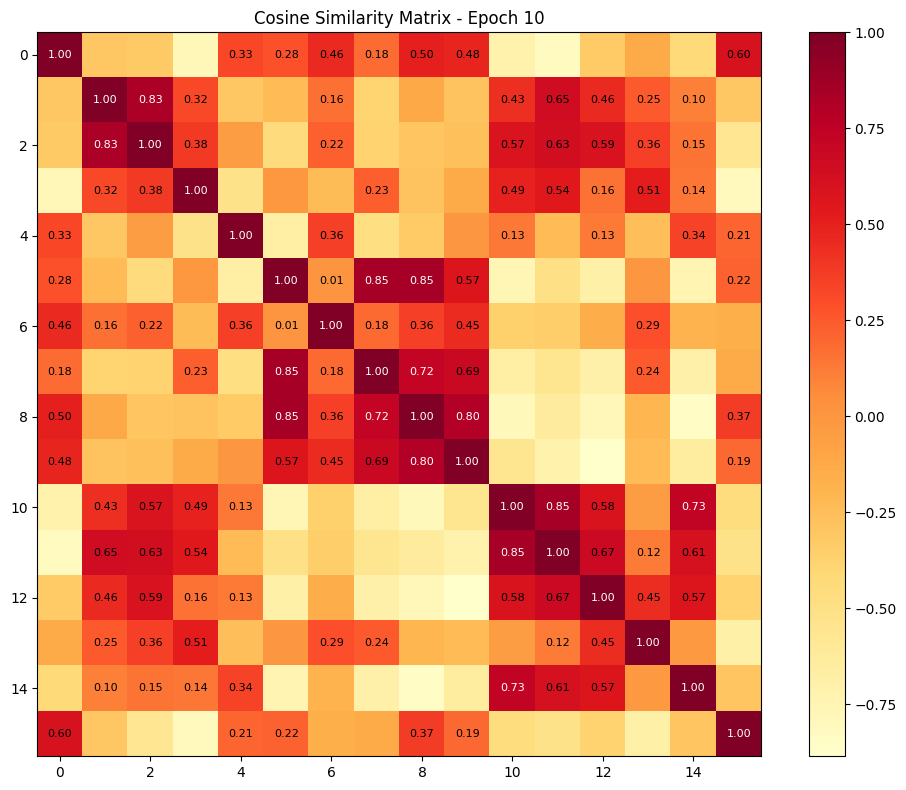 Cosine Similarity Matrix - Epoch 10
1.00
0 1.00 0.33 0.28 0.46 0.18 0.50 0.48 0.60
1.00 0.83 0.32 0.16 0.43 0.65 0.46 0.25 0.10
0.75
2 0.83 1.00 0.38 0.22 0.57 0.63 0.59 0.36 0.15
0.32 0.38 1.00 0.23 0.49 0.54 0.16 0.51 0.14
0.50
4 0.33 1.00 0.36 0.13 0.13 0.34 0.21
0.28 1.00 0.01 0.85 0.85 0.57 0.22
0.25
6 0.46 0.16 0.22 0.36 0.01 1.00 0.18 0.36 0.45 0.29
0.18 0.23 0.85 0.18 1.00 0.72 0.69 0.24
0.00
8 0.50 0.85 0.36 0.72 1.00 0.80 0.37
0.48 0.57 0.45 0.69 0.80 1.00 0.19
−0.25
10 0.43 0.57 0.49 0.13 1.00 0.85 0.58 0.73
0.65 0.63 0.54 0.85 1.00 0.67 0.12 0.61
−0.50
12 0.46 0.59 0.16 0.13 0.58 0.67 1.00 0.45 0.57
0.25 0.36 0.51 0.29 0.24 0.12 0.45 1.00
14 0.10 0.15 0.14 0.34 0.73 0.61 0.57 1.00
−0.75
0.60 0.21 0.22 0.37 0.19 1.00
0 2 4 6 8 10 12 14